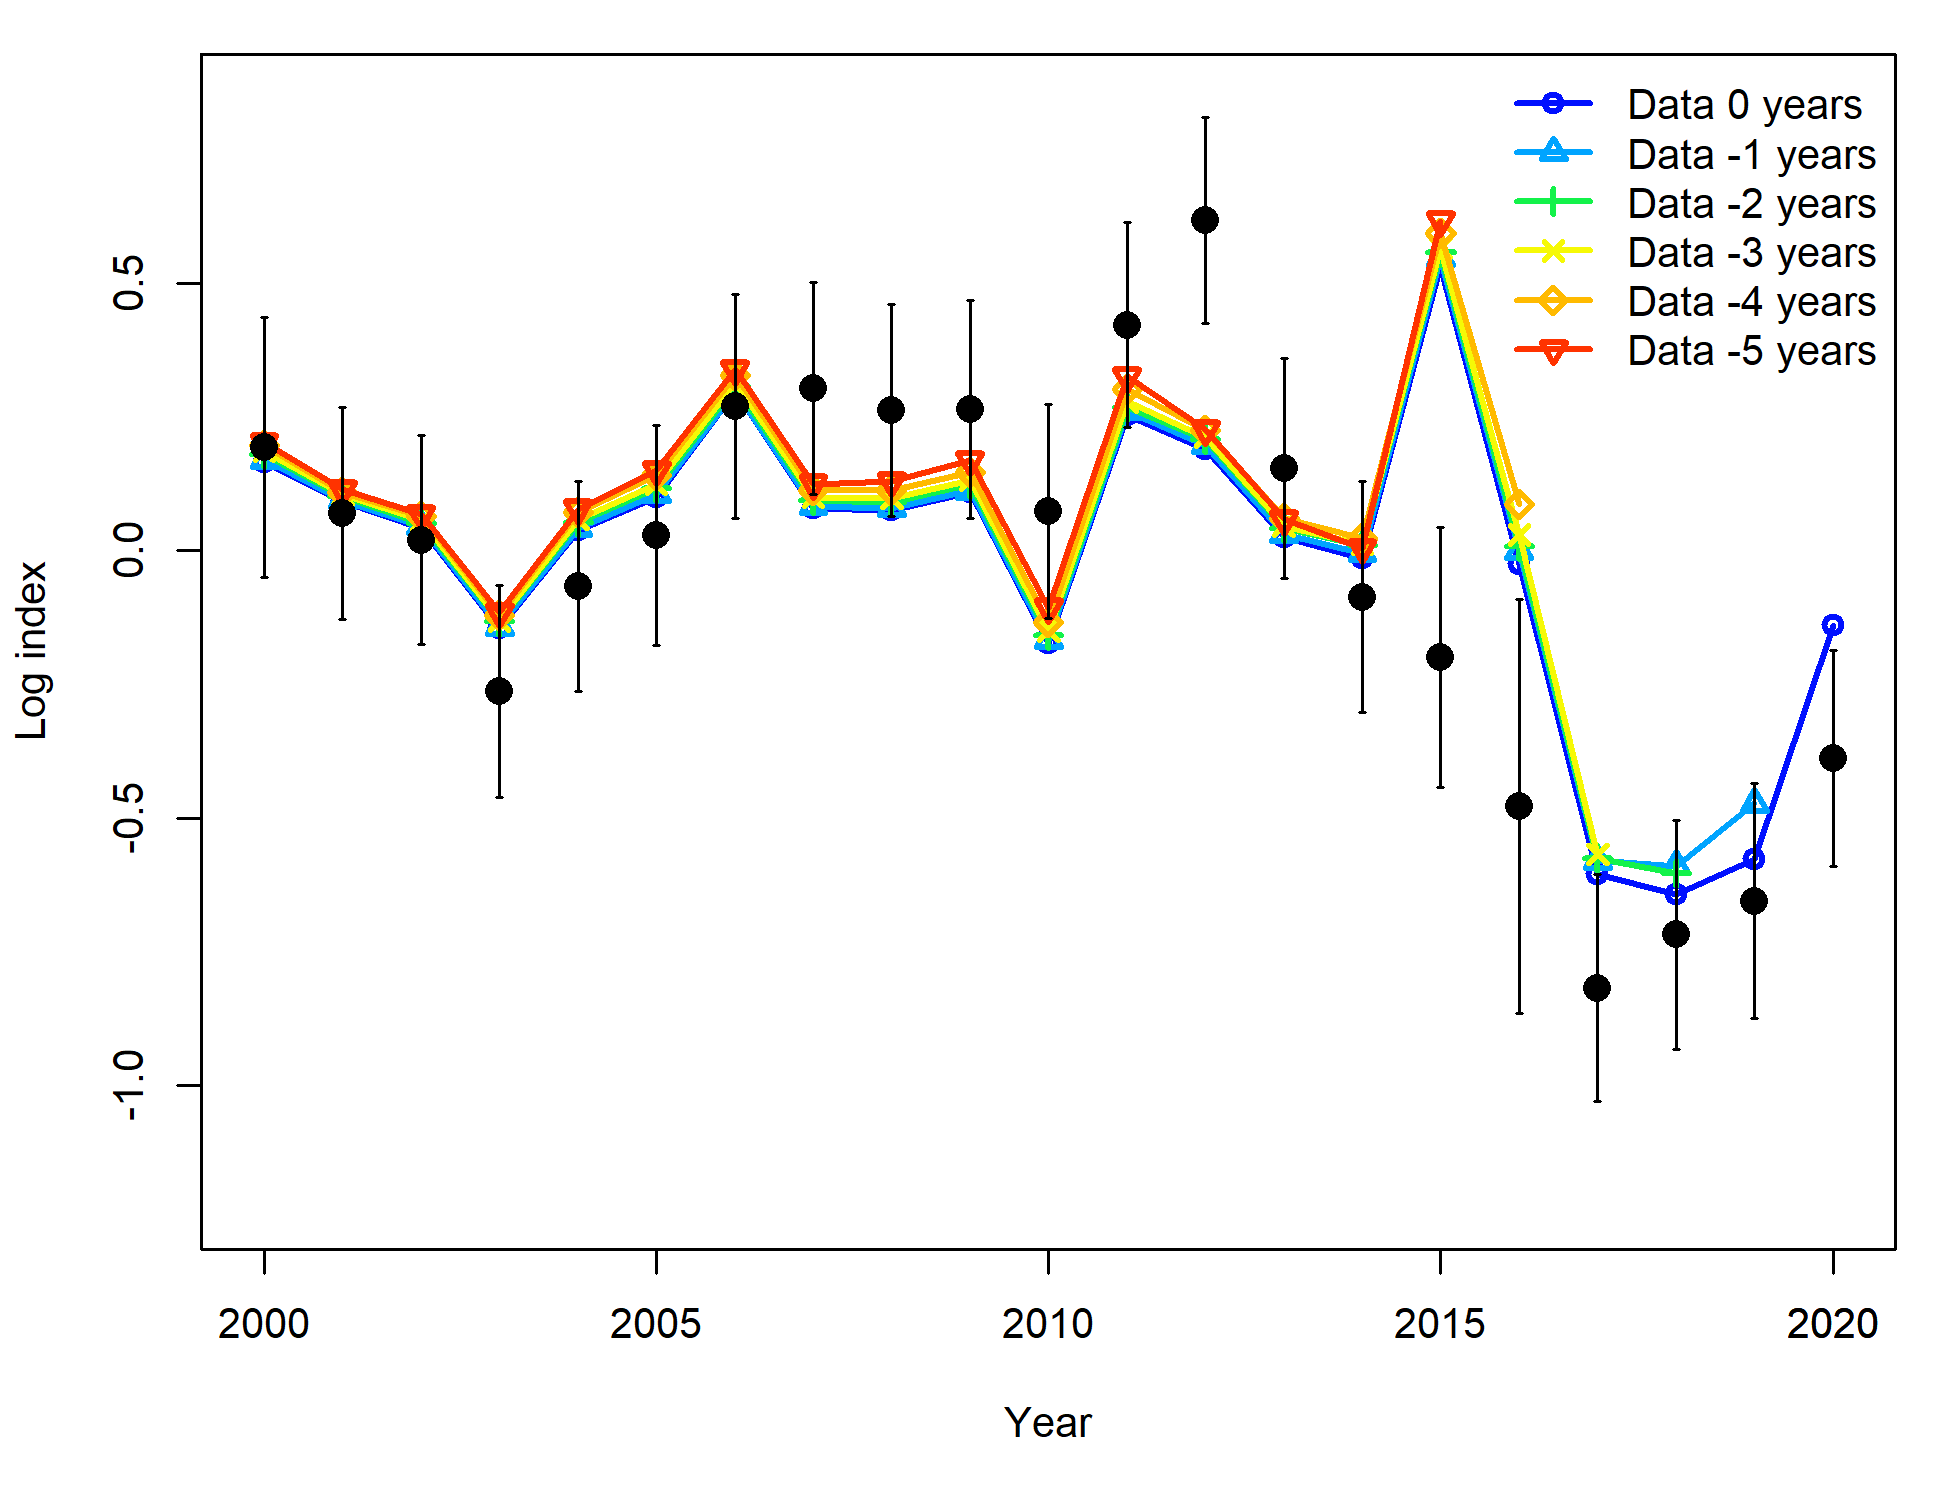 Data 0 years
Data -1 years
Data -2 years
Data -3 years
Data -4 years
Data -5 years
0.5
0.0
-0.5
-1.0
Log index
2000 2005 2010 2015 2020
Year